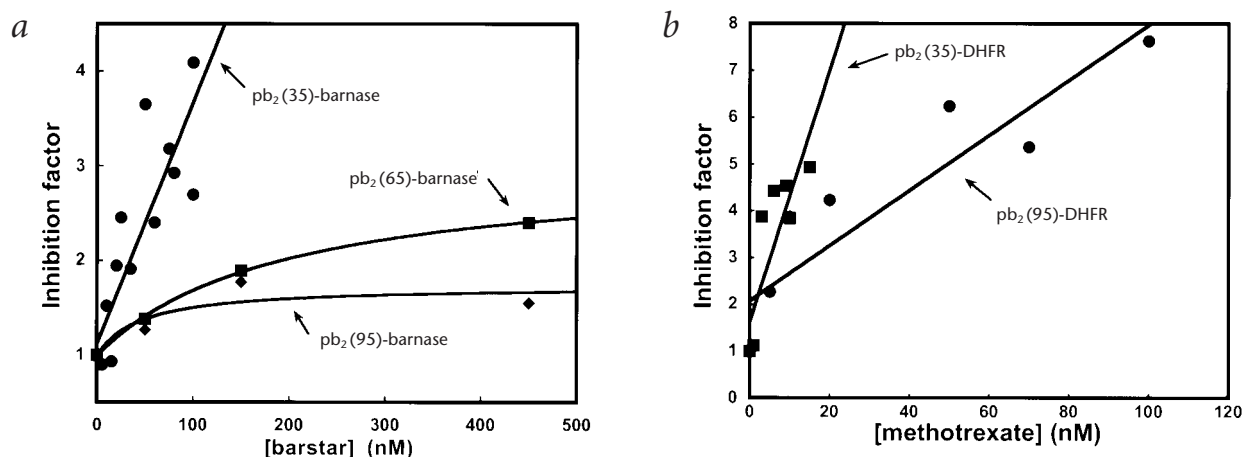 a
Inhibition factor
4
3
2
1
pb₂(35)-barnase
pb₂(65)-barnase
pb₂(95)-barnase
0 100 200 300 400 500
[barstar] (nM)
b
Inhibition factor
8
7
6
5
4
3
2
1
0
pb₂(35)-DHFR
pb₂(95)-DHFR
0 20 40 60 80 100 120
[methotrexate] (nM)